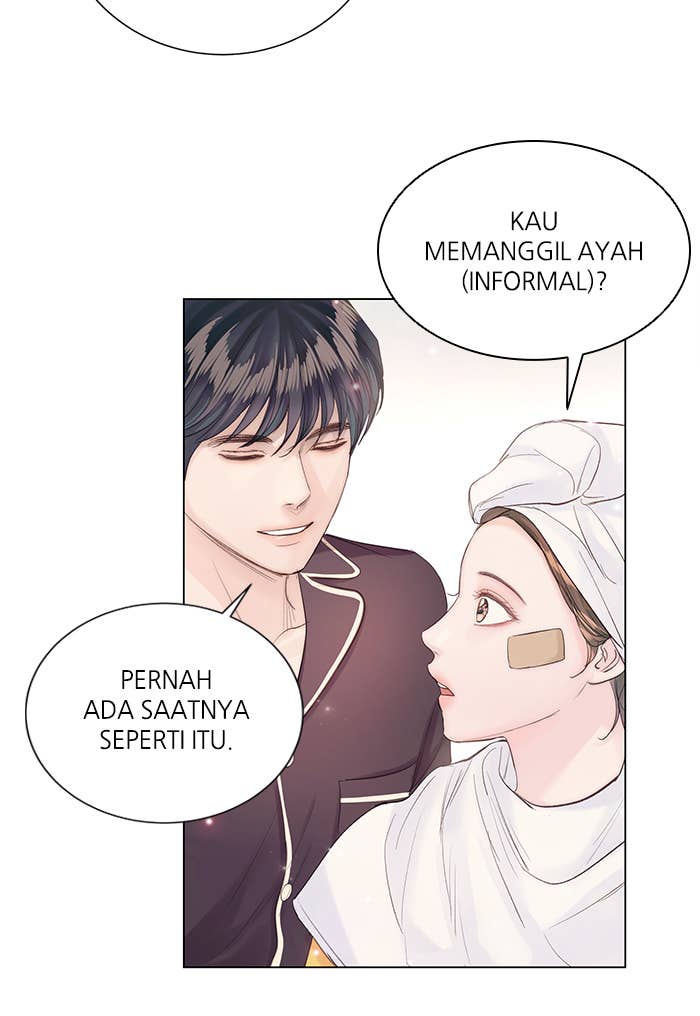 KAU
MEMANGGIL AYAH
(INFORMAL)?
PERNAH
ADA SAATNYA
SEPERTI ITU.